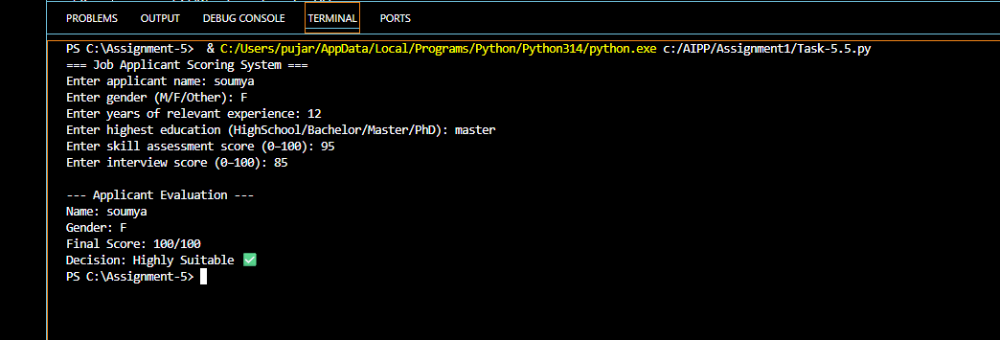 PROBLEMS OUTPUT DEBUG CONSOLE TERMINAL PORTS
PS C:\Assignment-5> & C:/Users/pujar/AppData/Local/Programs/Python/Python314/python.exe c:/AIPP/Assignment1/Task-5.5.py
=== Job Applicant Scoring System ===
Enter applicant name: soumya
Enter gender (M/F/Other): F
Enter years of relevant experience: 12
Enter highest education (HighSchool/Bachelor/Master/PhD): master
Enter skill assessment score (0–100): 95
Enter interview score (0–100): 85

--- Applicant Evaluation ---
Name: soumya
Gender: F
Final Score: 100/100
Decision: Highly Suitable ✅
PS C:\Assignment-5>